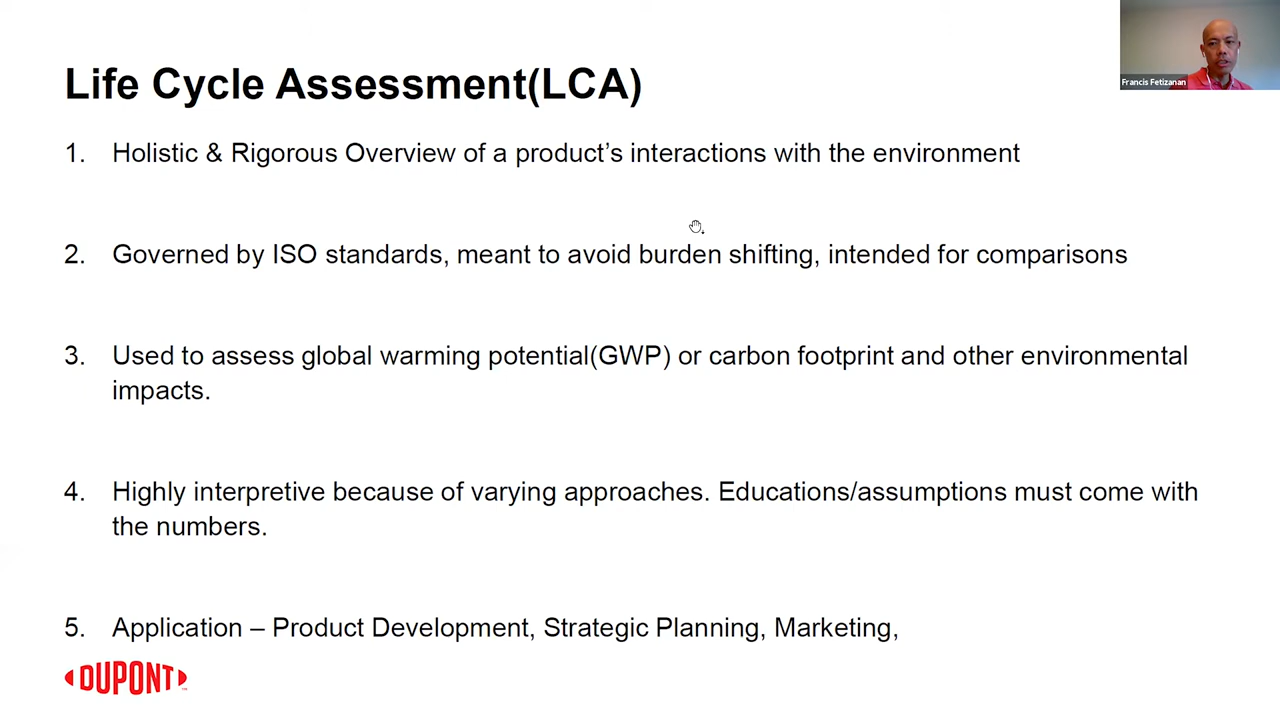 Life Cycle Assessment(LCA)
Francis Fetizanan
1. Holistic & Rigorous Overview of a product’s interactions with the environment
2. Governed by ISO standards, meant to avoid burden shifting, intended for comparisons
3. Used to assess global warming potential(GWP) or carbon footprint and other environmental
impacts.
4. Highly interpretive because of varying approaches. Educations/assumptions must come with
the numbers.
5. Application – Product Development, Strategic Planning, Marketing,
DUPONT